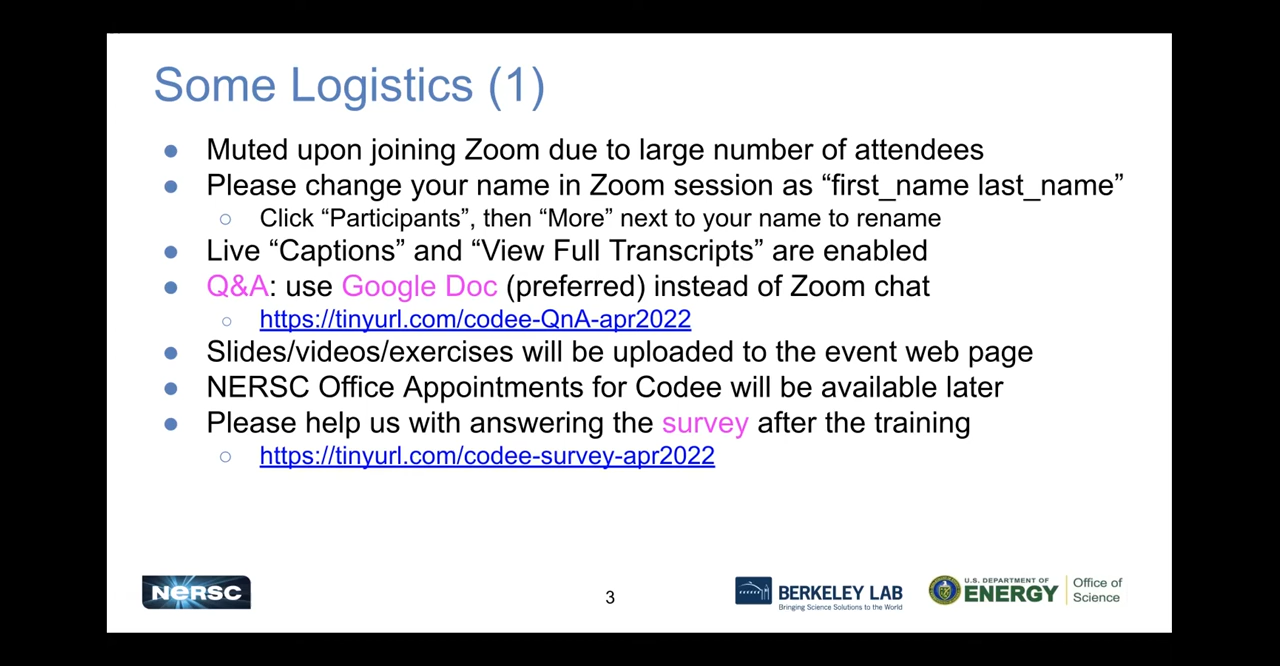 Some Logistics (1)
● Muted upon joining Zoom due to large number of attendees
● Please change your name in Zoom session as “first_name last_name”
○ Click “Participants”, then “More” next to your name to rename
● Live “Captions” and “View Full Transcripts” are enabled
● Q&A: use Google Doc (preferred) instead of Zoom chat
○ https://tinyurl.com/codee-QnA-apr2022
● Slides/videos/exercises will be uploaded to the event web page
● NERSC Office Appointments for Codee will be available later
● Please help us with answering the survey after the training
○ https://tinyurl.com/codee-survey-apr2022
NERSC
3
BERKELEY LAB
Bringing Science Solutions to the World
U.S. DEPARTMENT OF
ENERGY
Office of
Science